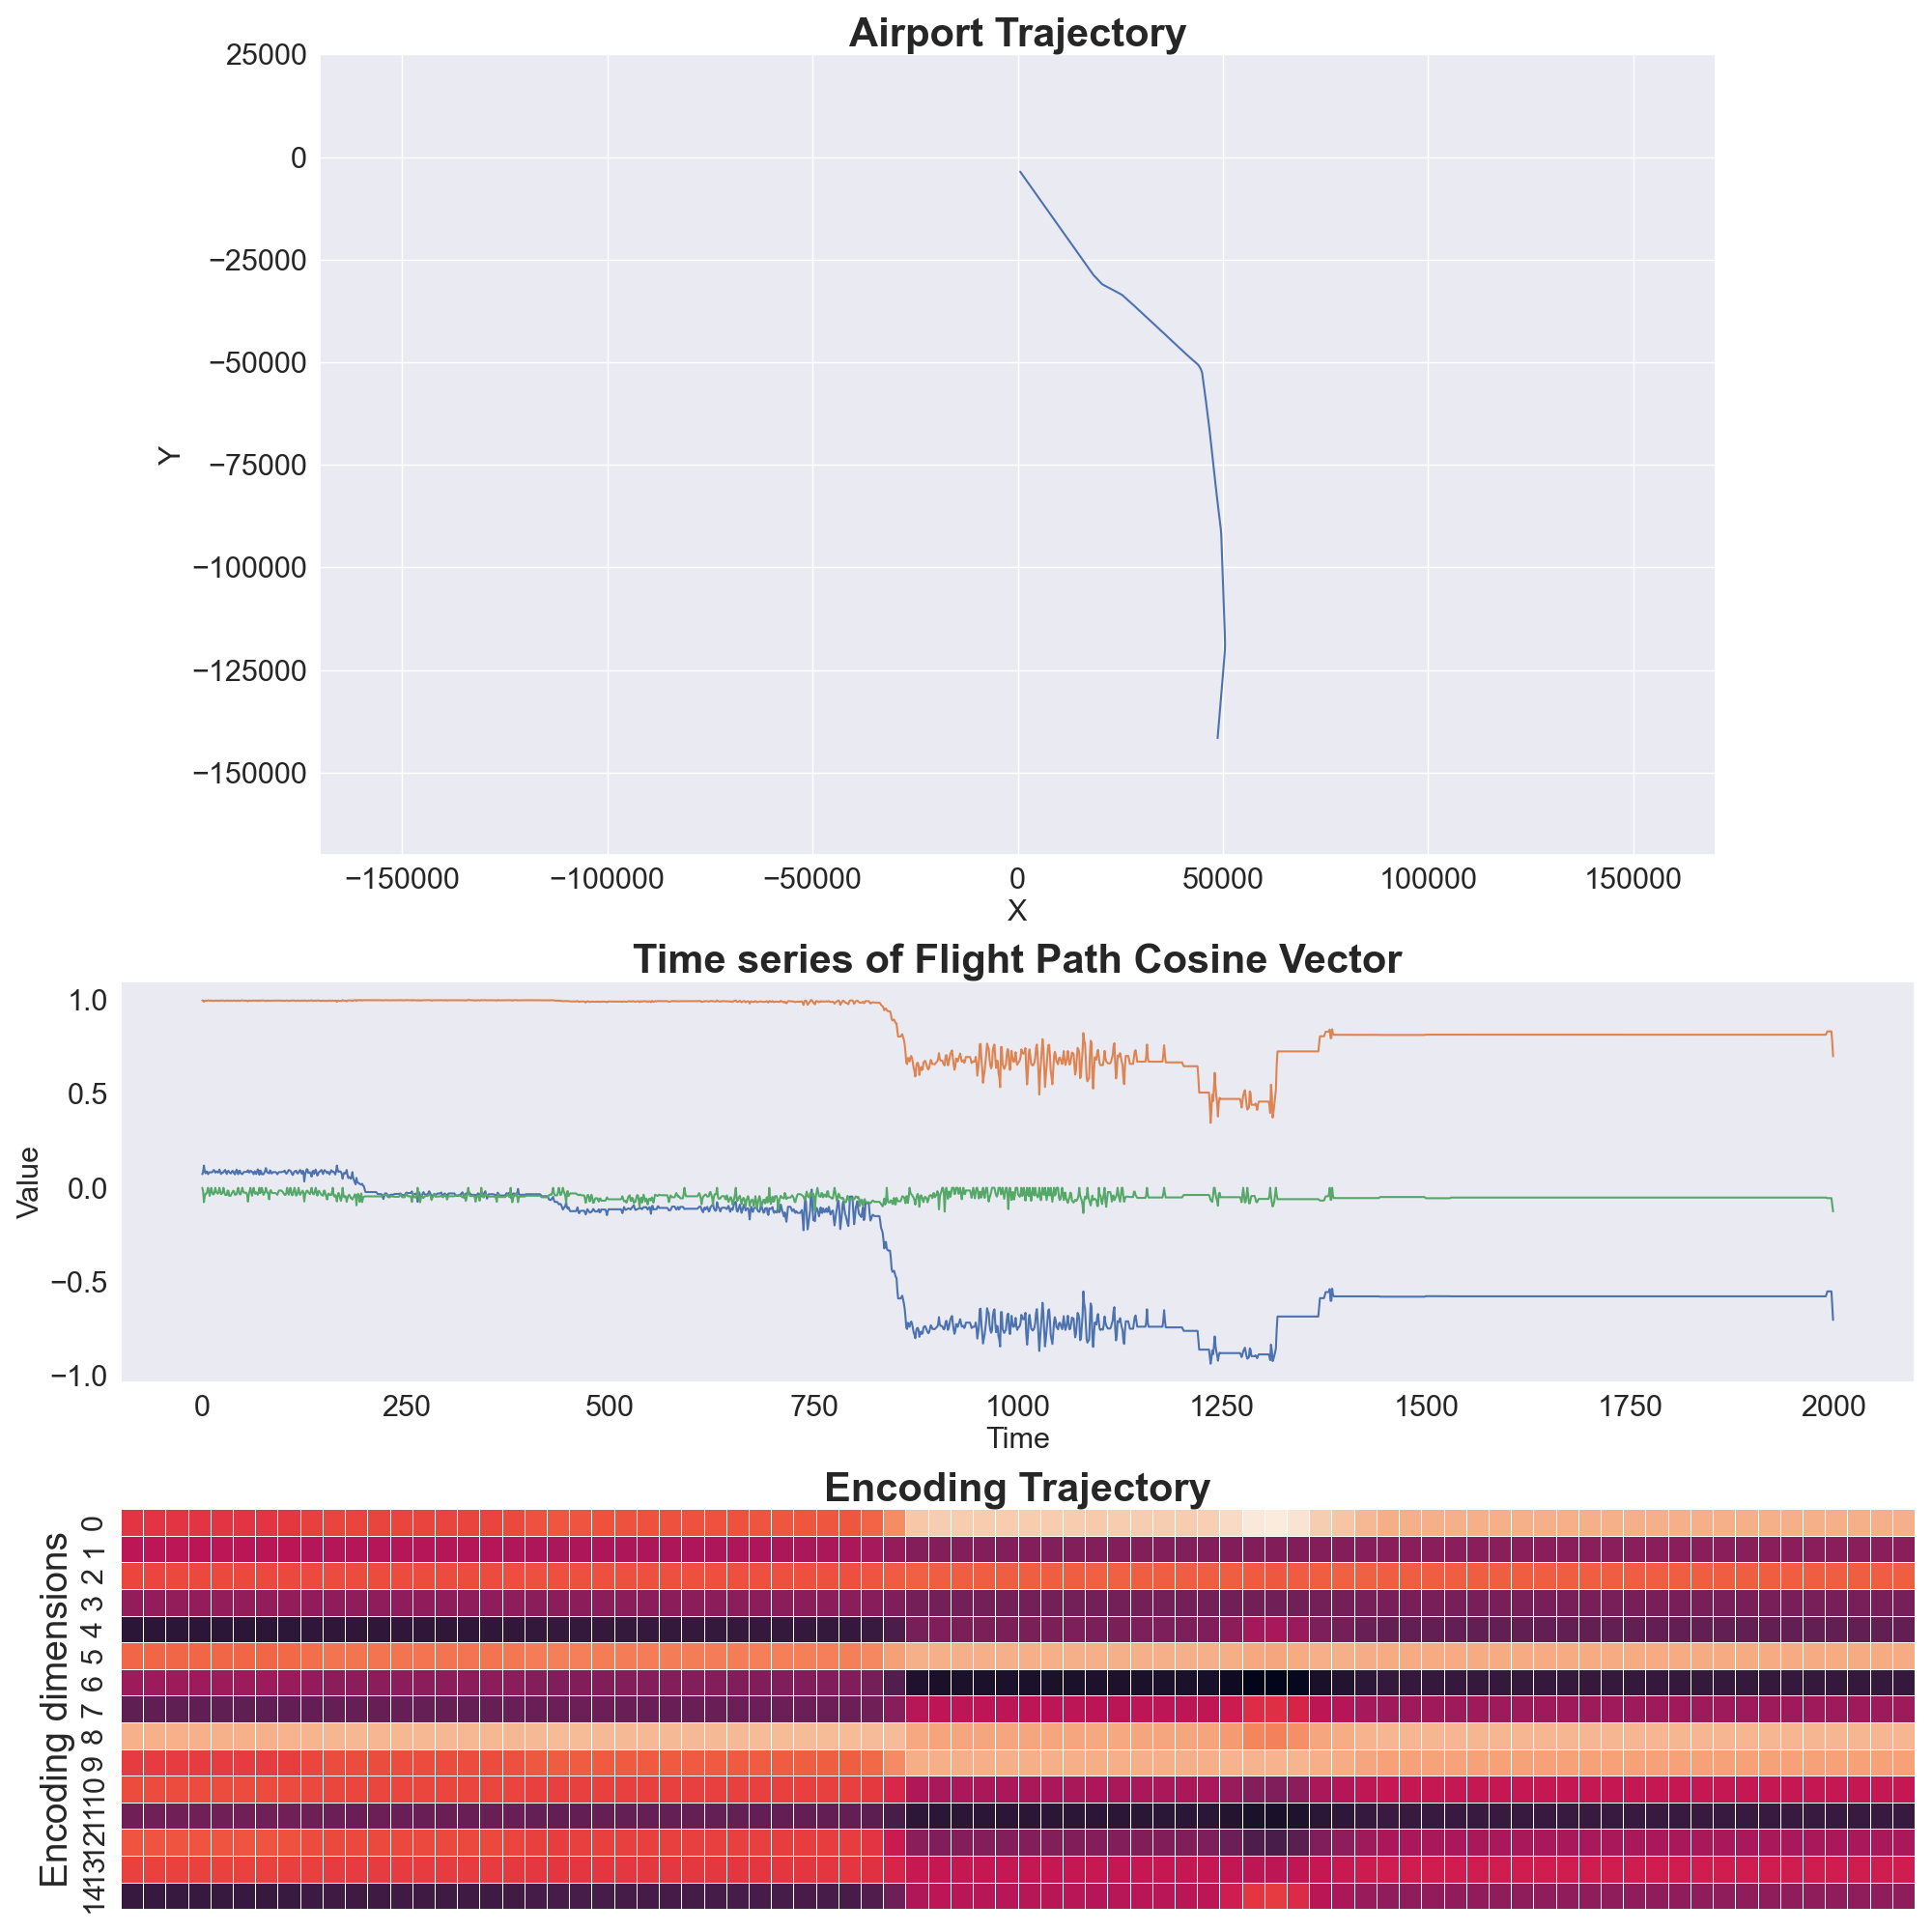 Airport Trajectory
25000
0
−25000
−50000
−75000
−100000
−125000
−150000
Y
−150000 −100000 −50000 0 50000 100000 150000
X
Time series of Flight Path Cosine Vector
1.0
0.5
0.0
−0.5
−1.0
Value
0 250 500 750 1000 1250 1500 1750 2000
Time
Encoding Trajectory
Encoding dimensions
0
1
2
3
4
5
6
7
8
9
10
11
12
13
14